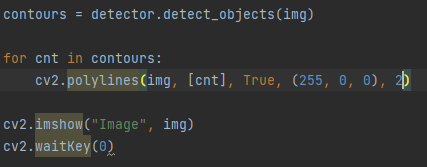 contours = detector.detect_objects(img)
for cnt in contours:
    cv2.polylines(img, [cnt], True, (255, 0, 0), 2)
cv2.imshow("Image", img)
cv2.waitKey(0)